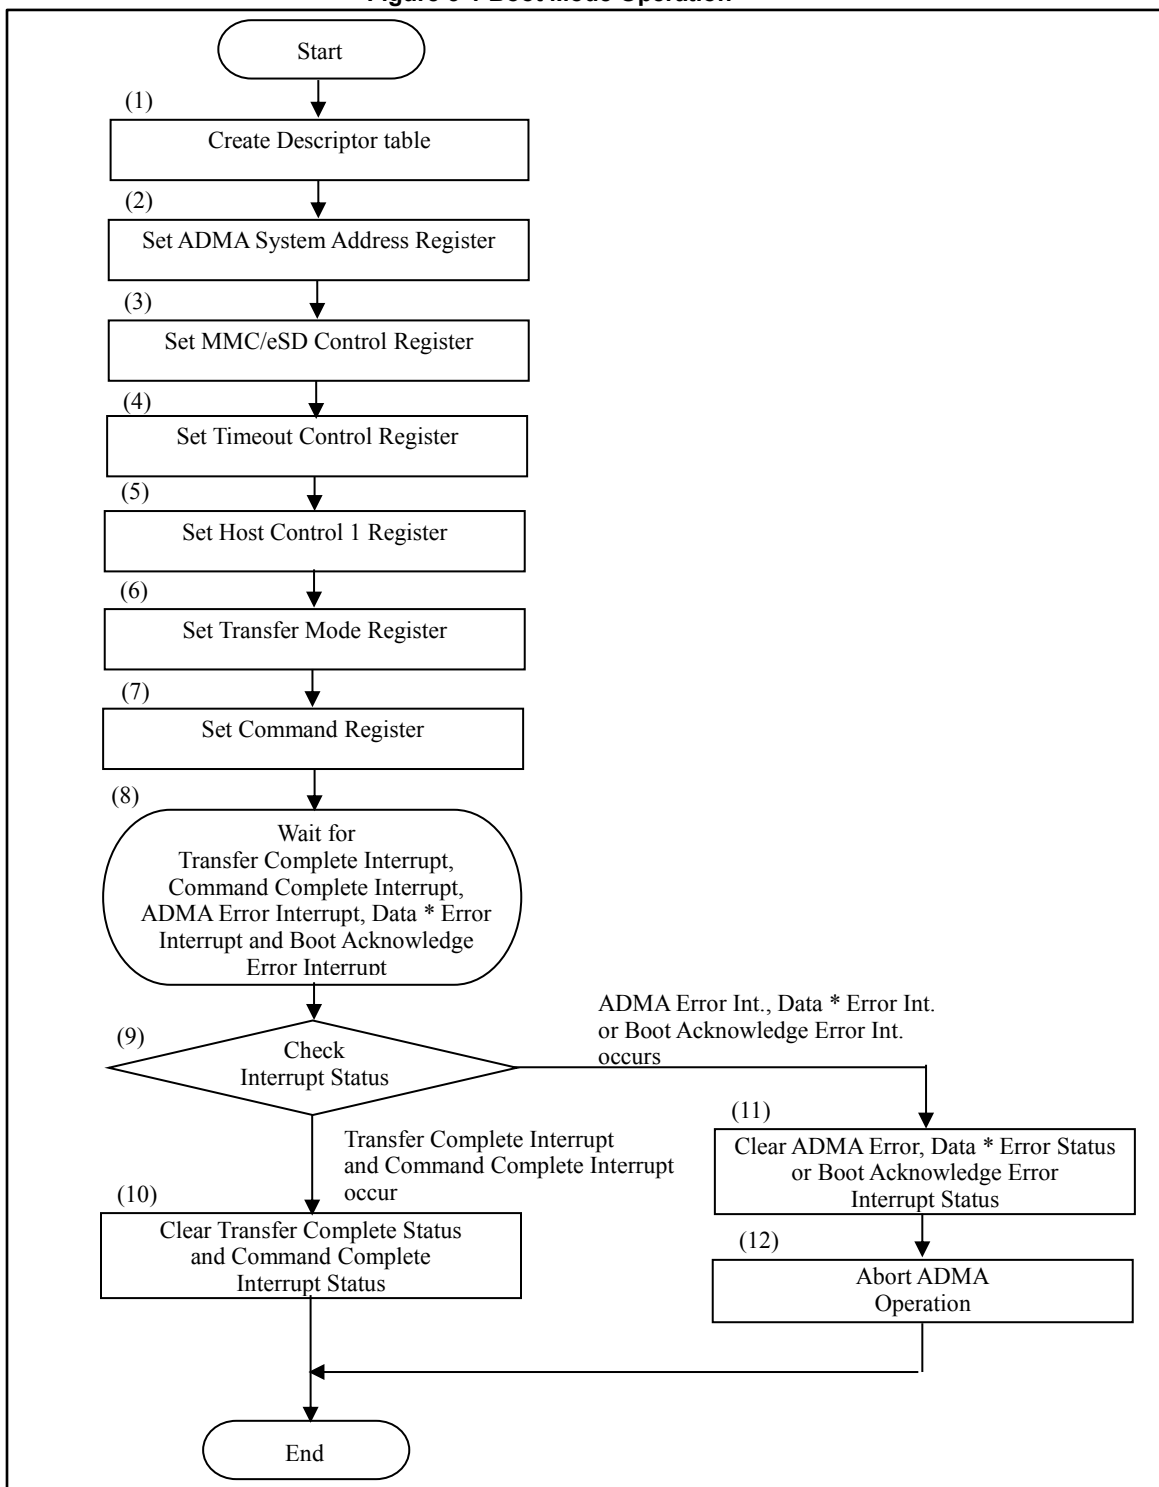 Start
(1)
Create Descriptor table
(2)
Set ADMA System Address Register
(3)
Set MMC/eSD Control Register
(4)
Set Timeout Control Register
(5)
Set Host Control 1 Register
(6)
Set Transfer Mode Register
(7)
Set Command Register
(8)
Wait for
Transfer Complete Interrupt,
Command Complete Interrupt,
ADMA Error Interrupt, Data * Error
Interrupt and Boot Acknowledge
Error Interrupt
(9)
Check
Interrupt Status
ADMA Error Int., Data * Error Int.
or Boot Acknowledge Error Int.
occurs
Transfer Complete Interrupt
and Command Complete Interrupt
occur
(10)
Clear Transfer Complete Status
and Command Complete
Interrupt Status
(11)
Clear ADMA Error, Data * Error Status
or Boot Acknowledge Error
Interrupt Status
(12)
Abort ADMA
Operation
End